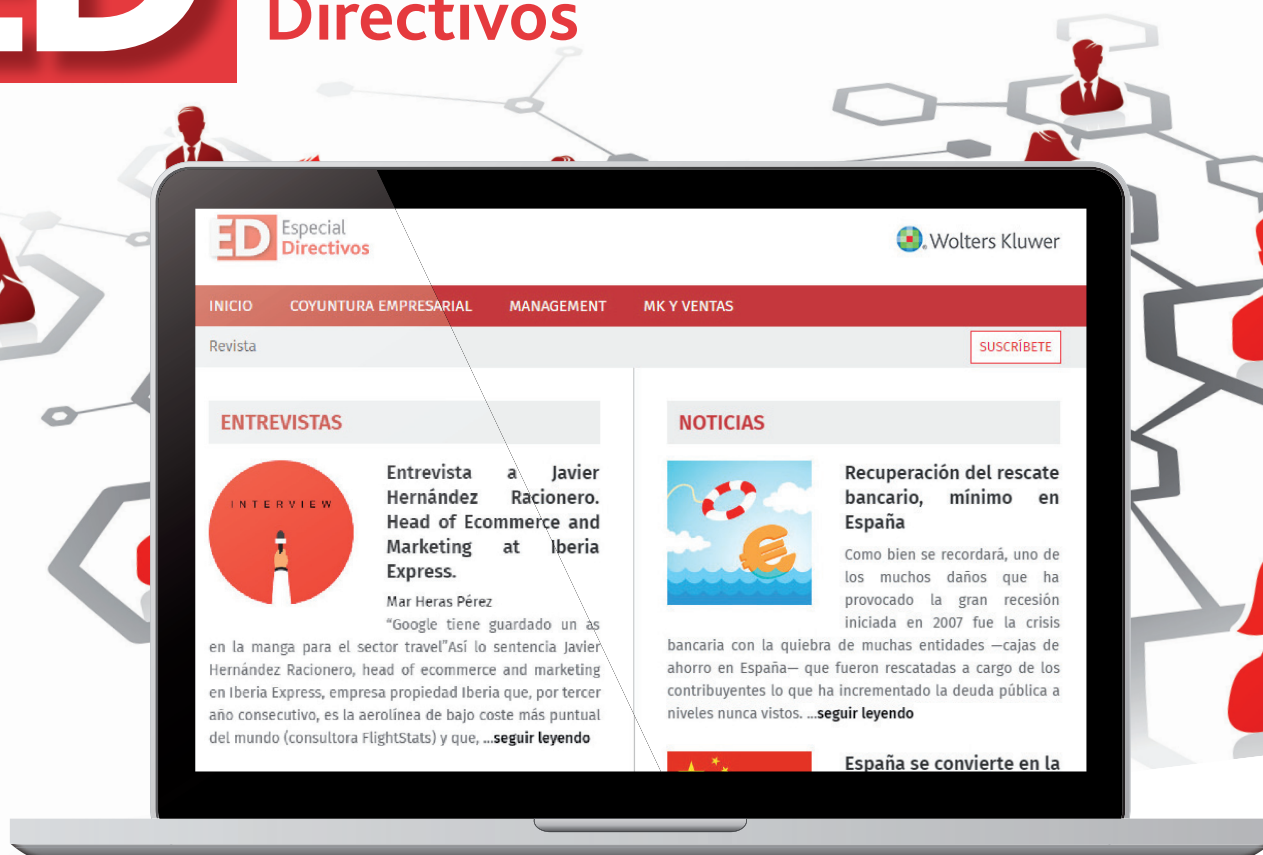 ED
Directivos
ED Especial
Directivos
Wolters Kluwer
INICIO COYUNTURA EMPRESARIAL MANAGEMENT MK Y VENTAS
Revista
SUSCRÍBETE
ENTREVISTAS
INTERVIEW
Entrevista a Javier
Hernández Racionero.
Head of Ecommerce and
Marketing at Iberia
Express.
Mar Heras Pérez
“Google tiene guardado un as
en la manga para el sector travel”Así lo sentencia Javier
Hernández Racionero, head of ecommerce and marketing
en Iberia Express, empresa propiedad Iberia que, por tercer
año consecutivo, es la aerolínea de bajo coste más puntual
del mundo (consultora FlightStats) y que, ...seguir leyendo
NOTICIAS
Recuperación del rescate
bancario, mínimo en
España
Como bien se recordará, uno de
los muchos daños que ha
provocado la gran recesión
iniciada en 2007 fue la crisis
bancaria con la quiebra de muchas entidades —cajas de
ahorro en España— que fueron rescatadas a cargo de los
contribuyentes lo que ha incrementado la deuda pública a
niveles nunca vistos. ...seguir leyendo
España se convierte en la